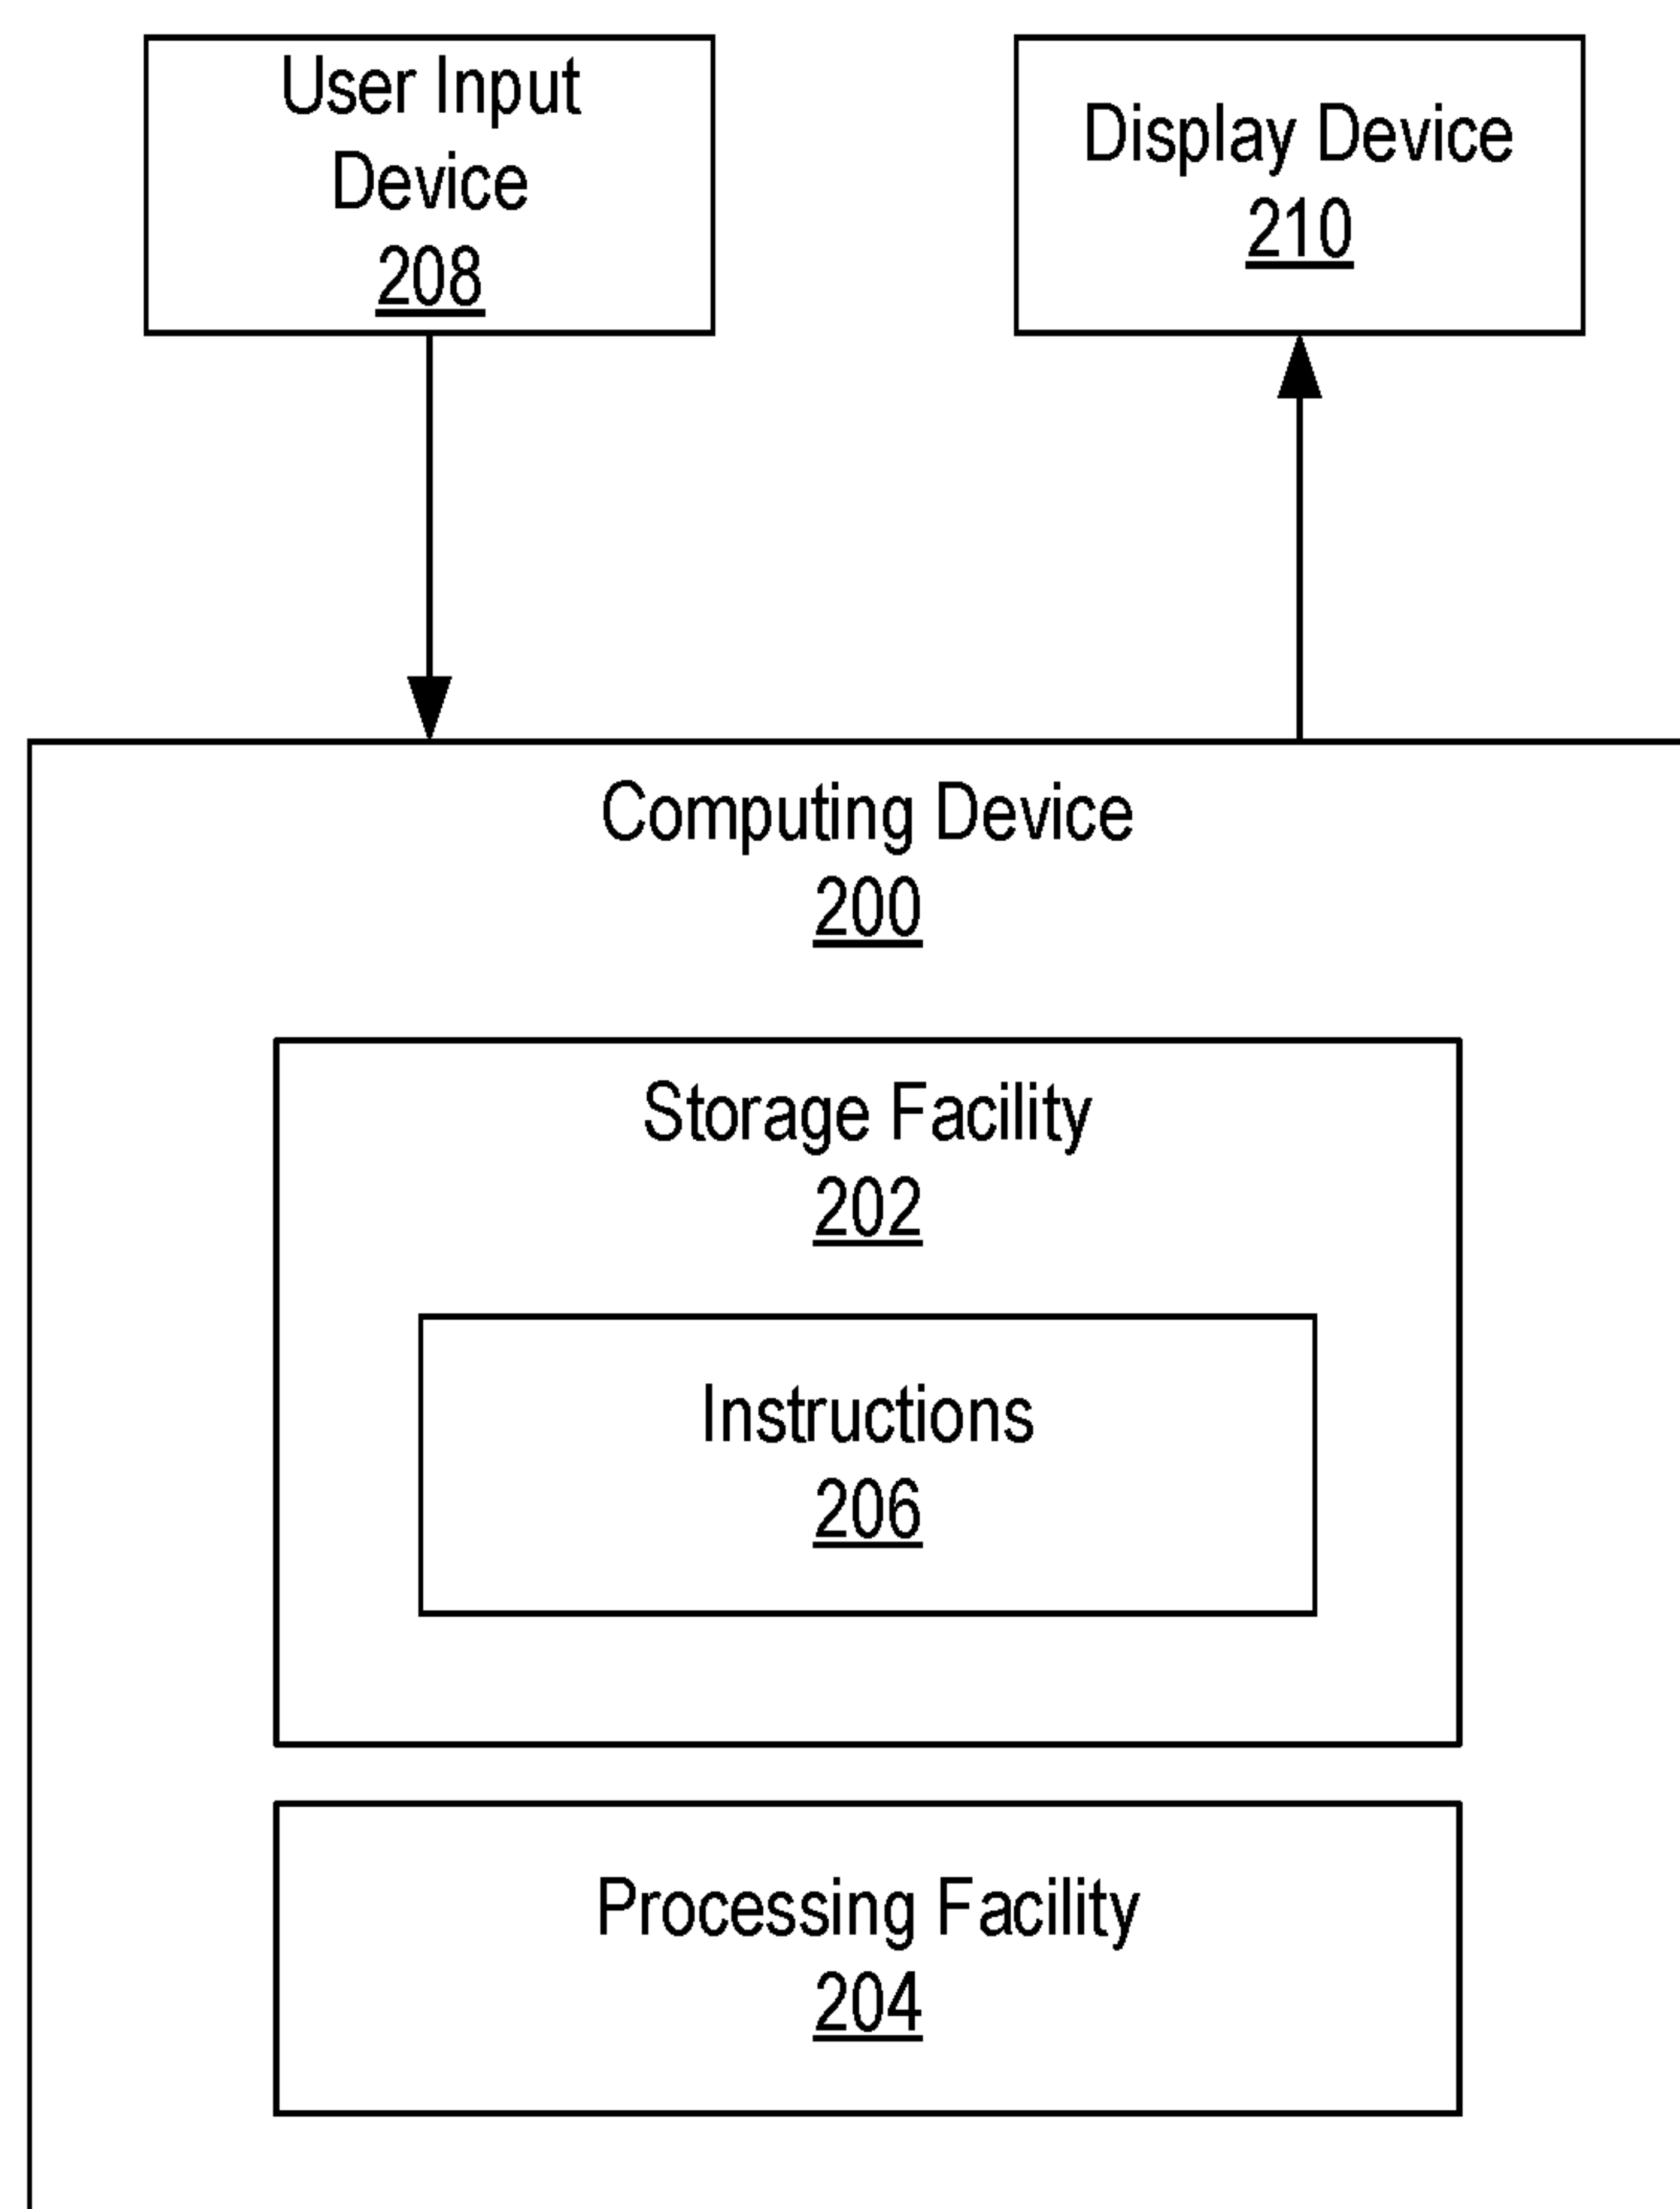 User Input
Device
208
Display Device
210
Computing Device
200
Storage Facility
202
Instructions
206
Processing Facility
204